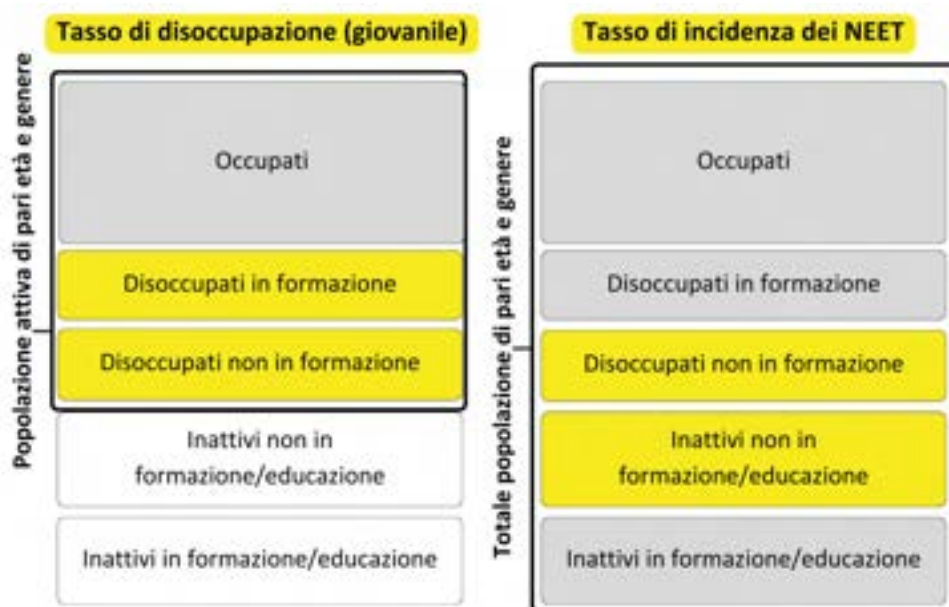 Tasso di disoccupazione (giovanile)
Popolazione attiva di pari età e genere
Occupati
Disoccupati in formazione
Disoccupati non in formazione
Inattivi non in
formazione/educazione
Inattivi in formazione/educazione
Tasso di incidenza dei NEET
Totale popolazione di pari età e genere
Occupati
Disoccupati in formazione
Disoccupati non in formazione
Inattivi non in
formazione/educazione
Inattivi in formazione/educazione